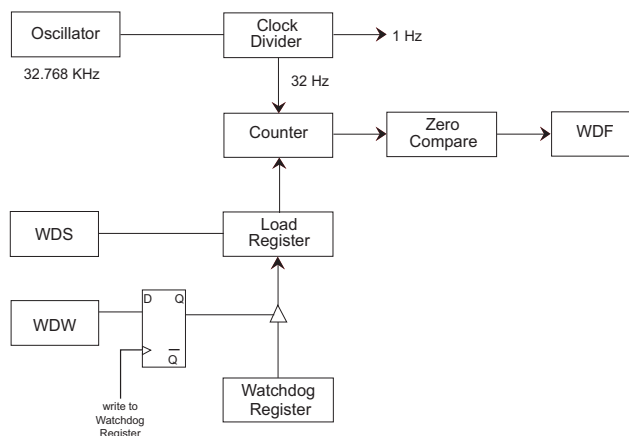 Oscillator
Clock
Divider
1 Hz
32.768 KHz
32 Hz
Counter
Zero
Compare
WDF
WDS
Load
Register
WDW
D Q
Q
write to
Watchdog
Register
Watchdog
Register